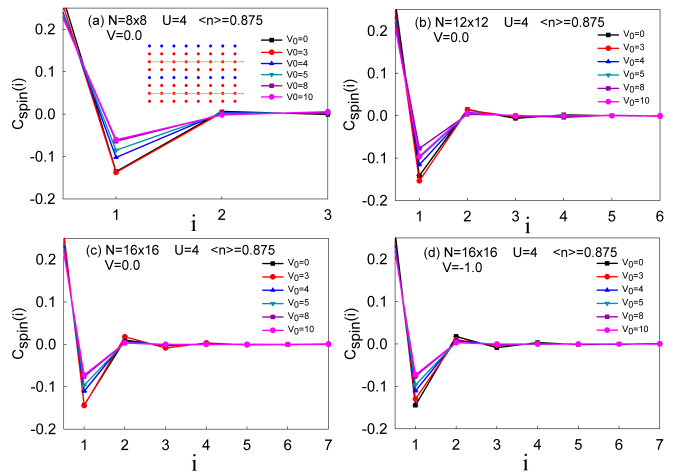 (a) N=8x8 U=4 <n>=0.875
V=0.0
V0=0
V0=3
V0=4
V0=5
V0=8
V0=10
0.2
0.1
0.0
-0.1
-0.2
Cspin(i)
1 2 3
i
(b) N=12x12 U=4 <n>=0.875
V=0.0
V0=0
V0=3
V0=4
V0=5
V0=8
V0=10
0.2
0.1
0.0
-0.1
-0.2
Cspin(i)
1 2 3 4 5 6
i
(c) N=16x16 U=4 <n>=0.875
V=0.0
V0=0
V0=3
V0=4
V0=5
V0=8
V0=10
0.2
0.1
0.0
-0.1
-0.2
Cspin(i)
1 2 3 4 5 6 7
i
(d) N=16x16 U=4 <n>=0.875
V=-1.0
V0=0
V0=3
V0=4
V0=5
V0=8
V0=10
0.2
0.1
0.0
-0.1
-0.2
Cspin(i)
1 2 3 4 5 6 7
i